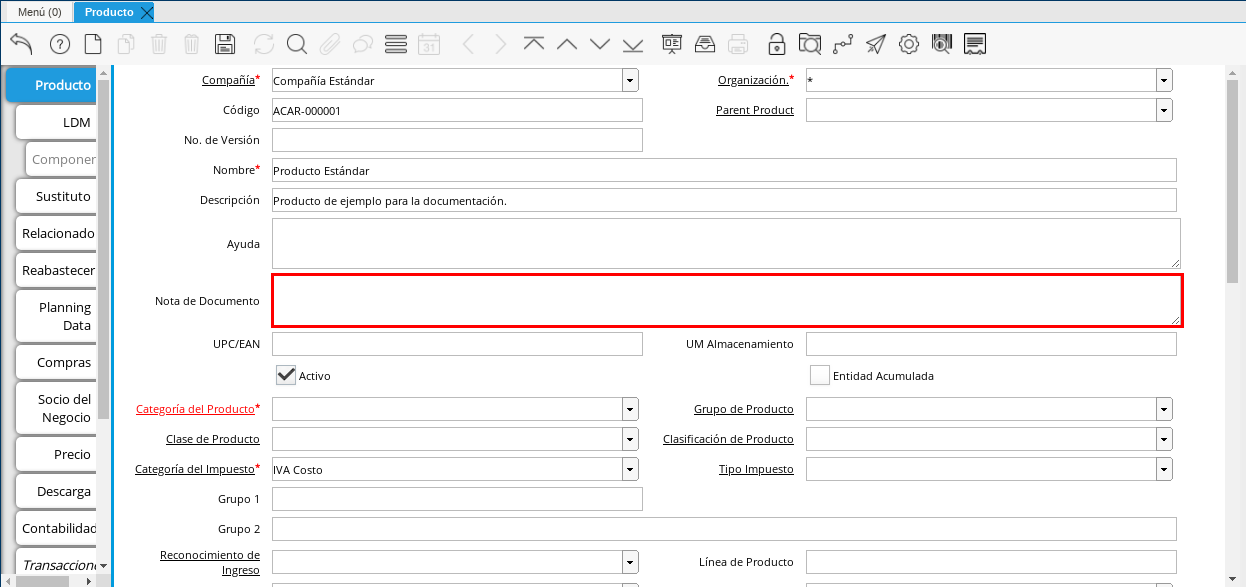 Menú (0)
Producto
31
Producto
LDM
Componen
Sustituto
Relacionado
Reabastecer
Planning
Data
Compras
Socio del
Negocio
Precio
Descarga
Contabilidad
Transaccione
Compañía* Compañía Estándar Organización.* *
Código ACAR-000001 Parent Product
No. de Versión
Nombre* Producto Estándar
Descripción Producto de ejemplo para la documentación.
Ayuda
Nota de Documento
UPC/EAN UM Almacenamiento
Activo Entidad Acumulada
Categoría del Producto* Grupo de Producto
Clase de Producto Clasificación de Producto
Categoría del Impuesto* IVA Costo Tipo Impuesto
Grupo 1
Grupo 2
Reconocimiento de
Ingreso Línea de Producto